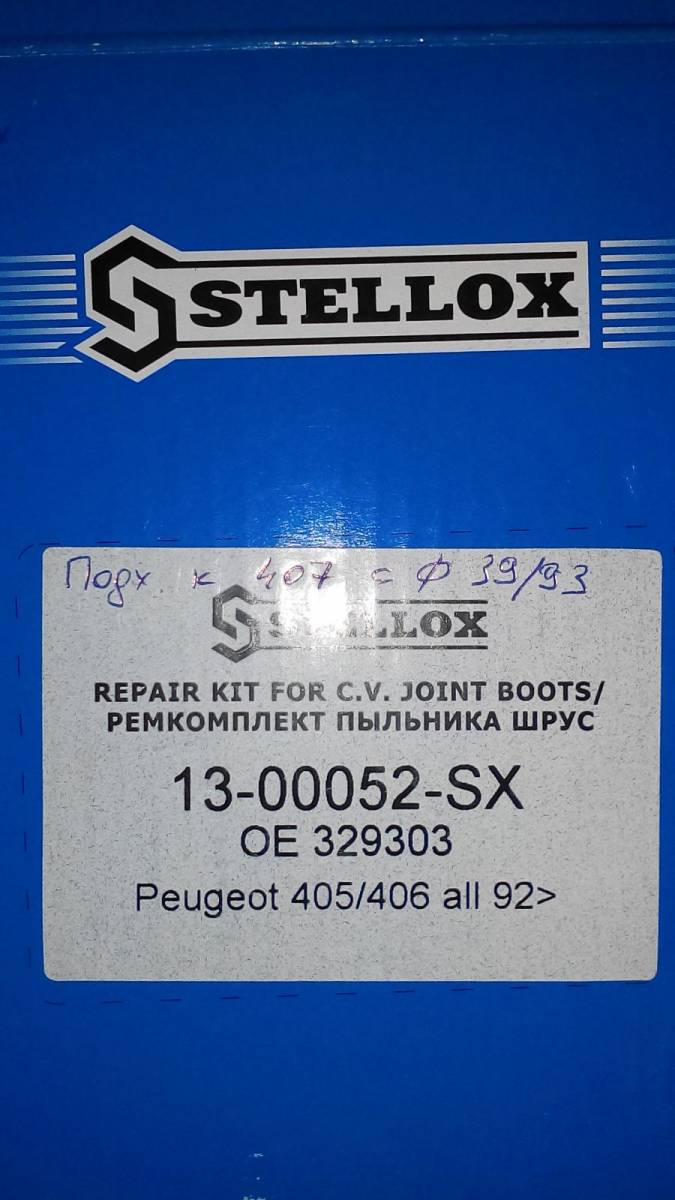 STELLOX
Подх к 407 с ф 39/93
STELLOX
REPAIR KIT FOR C.V. JOINT BOOTS/
РЕМКОМПЛЕКТ ПЫЛЬНИКА ШРУС
13-00052-SX
OE 329303
Peugeot 405/406 all 92>